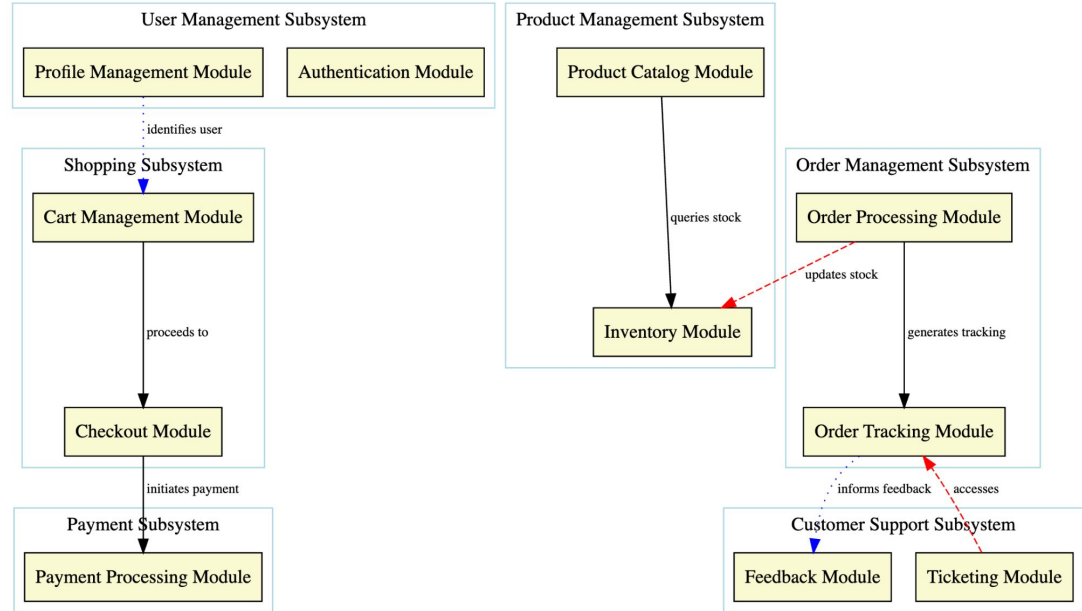 User Management Subsystem
Profile Management Module
Authentication Module
identifies user
Shopping Subsystem
Cart Management Module
proceeds to
Checkout Module
initiates payment
Payment Subsystem
Payment Processing Module
Product Management Subsystem
Product Catalog Module
queries stock
Inventory Module
Order Management Subsystem
Order Processing Module
updates stock
generates tracking
Order Tracking Module
informs feedback
accesses
Customer Support Subsystem
Feedback Module
Ticketing Module